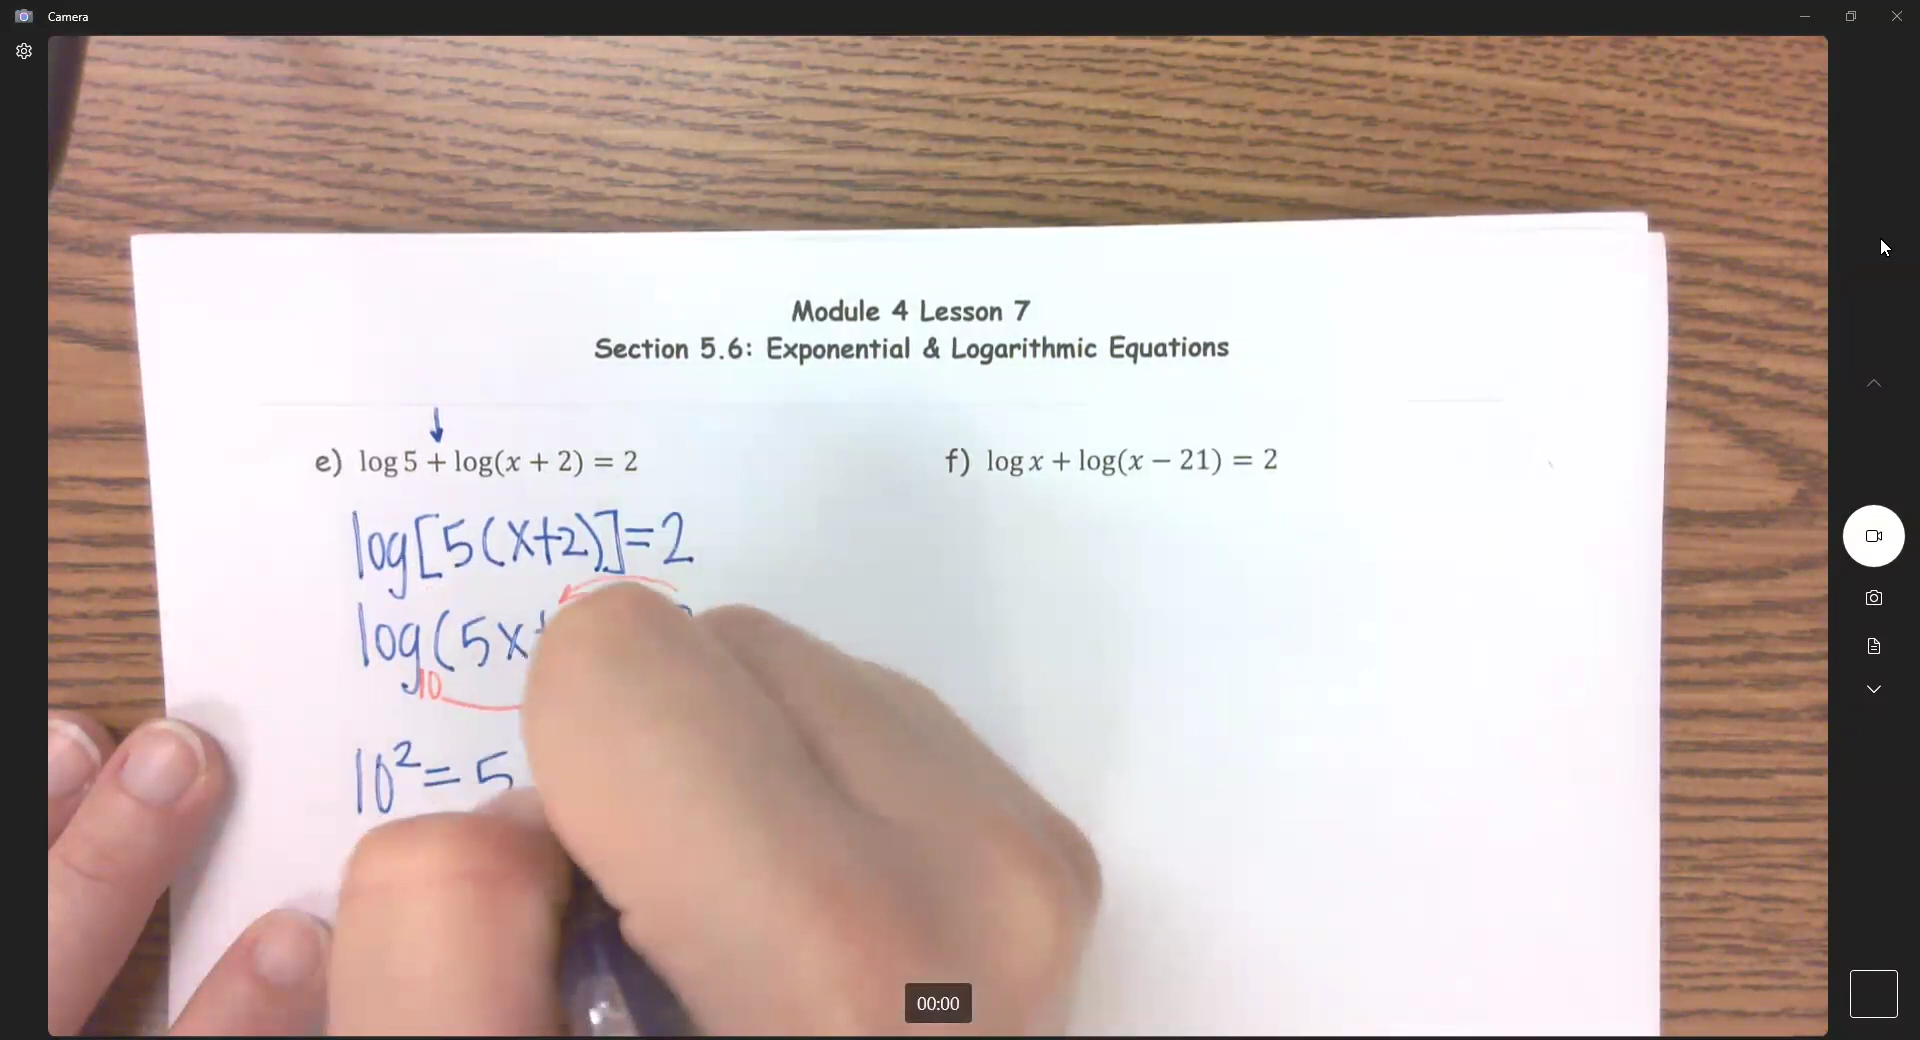 Camera
Module 4 Lesson 7
Section 5.6: Exponential & Logarithmic Equations
e) log 5 + log(x + 2) = 2
f) log x + log(x − 21) = 2
log[5(x+2)]=2
log(5x+
10
10²=5
00:00